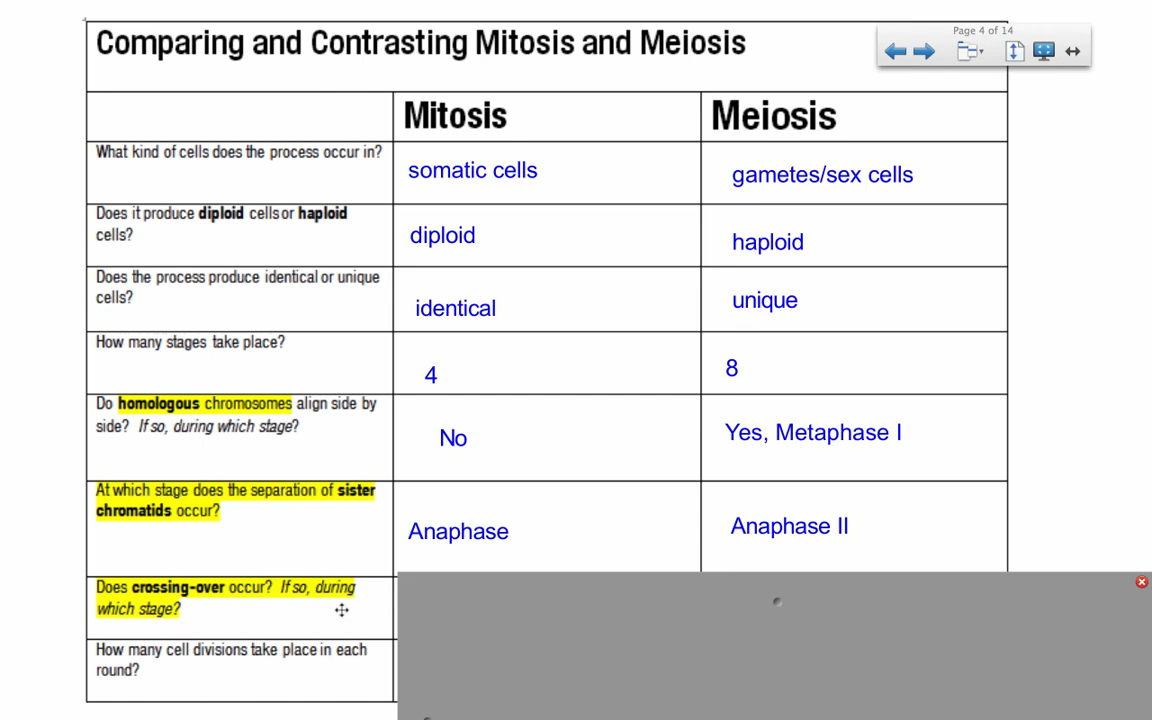 Comparing and Contrasting Mitosis and Meiosis
Page 4 of 14
Mitosis
Meiosis
What kind of cells does the process occur in?
somatic cells
gametes/sex cells
Does it produce diploid cells or haploid
cells?
diploid
haploid
Does the process produce identical or unique
cells?
identical
unique
How many stages take place?
4
8
Do homologous chromosomes align side by
side? If so, during which stage?
No
Yes, Metaphase I
At which stage does the separation of sister
chromatids occur?
Anaphase
Anaphase II
Does crossing-over occur? If so, during
which stage?
How many cell divisions take place in each
round?